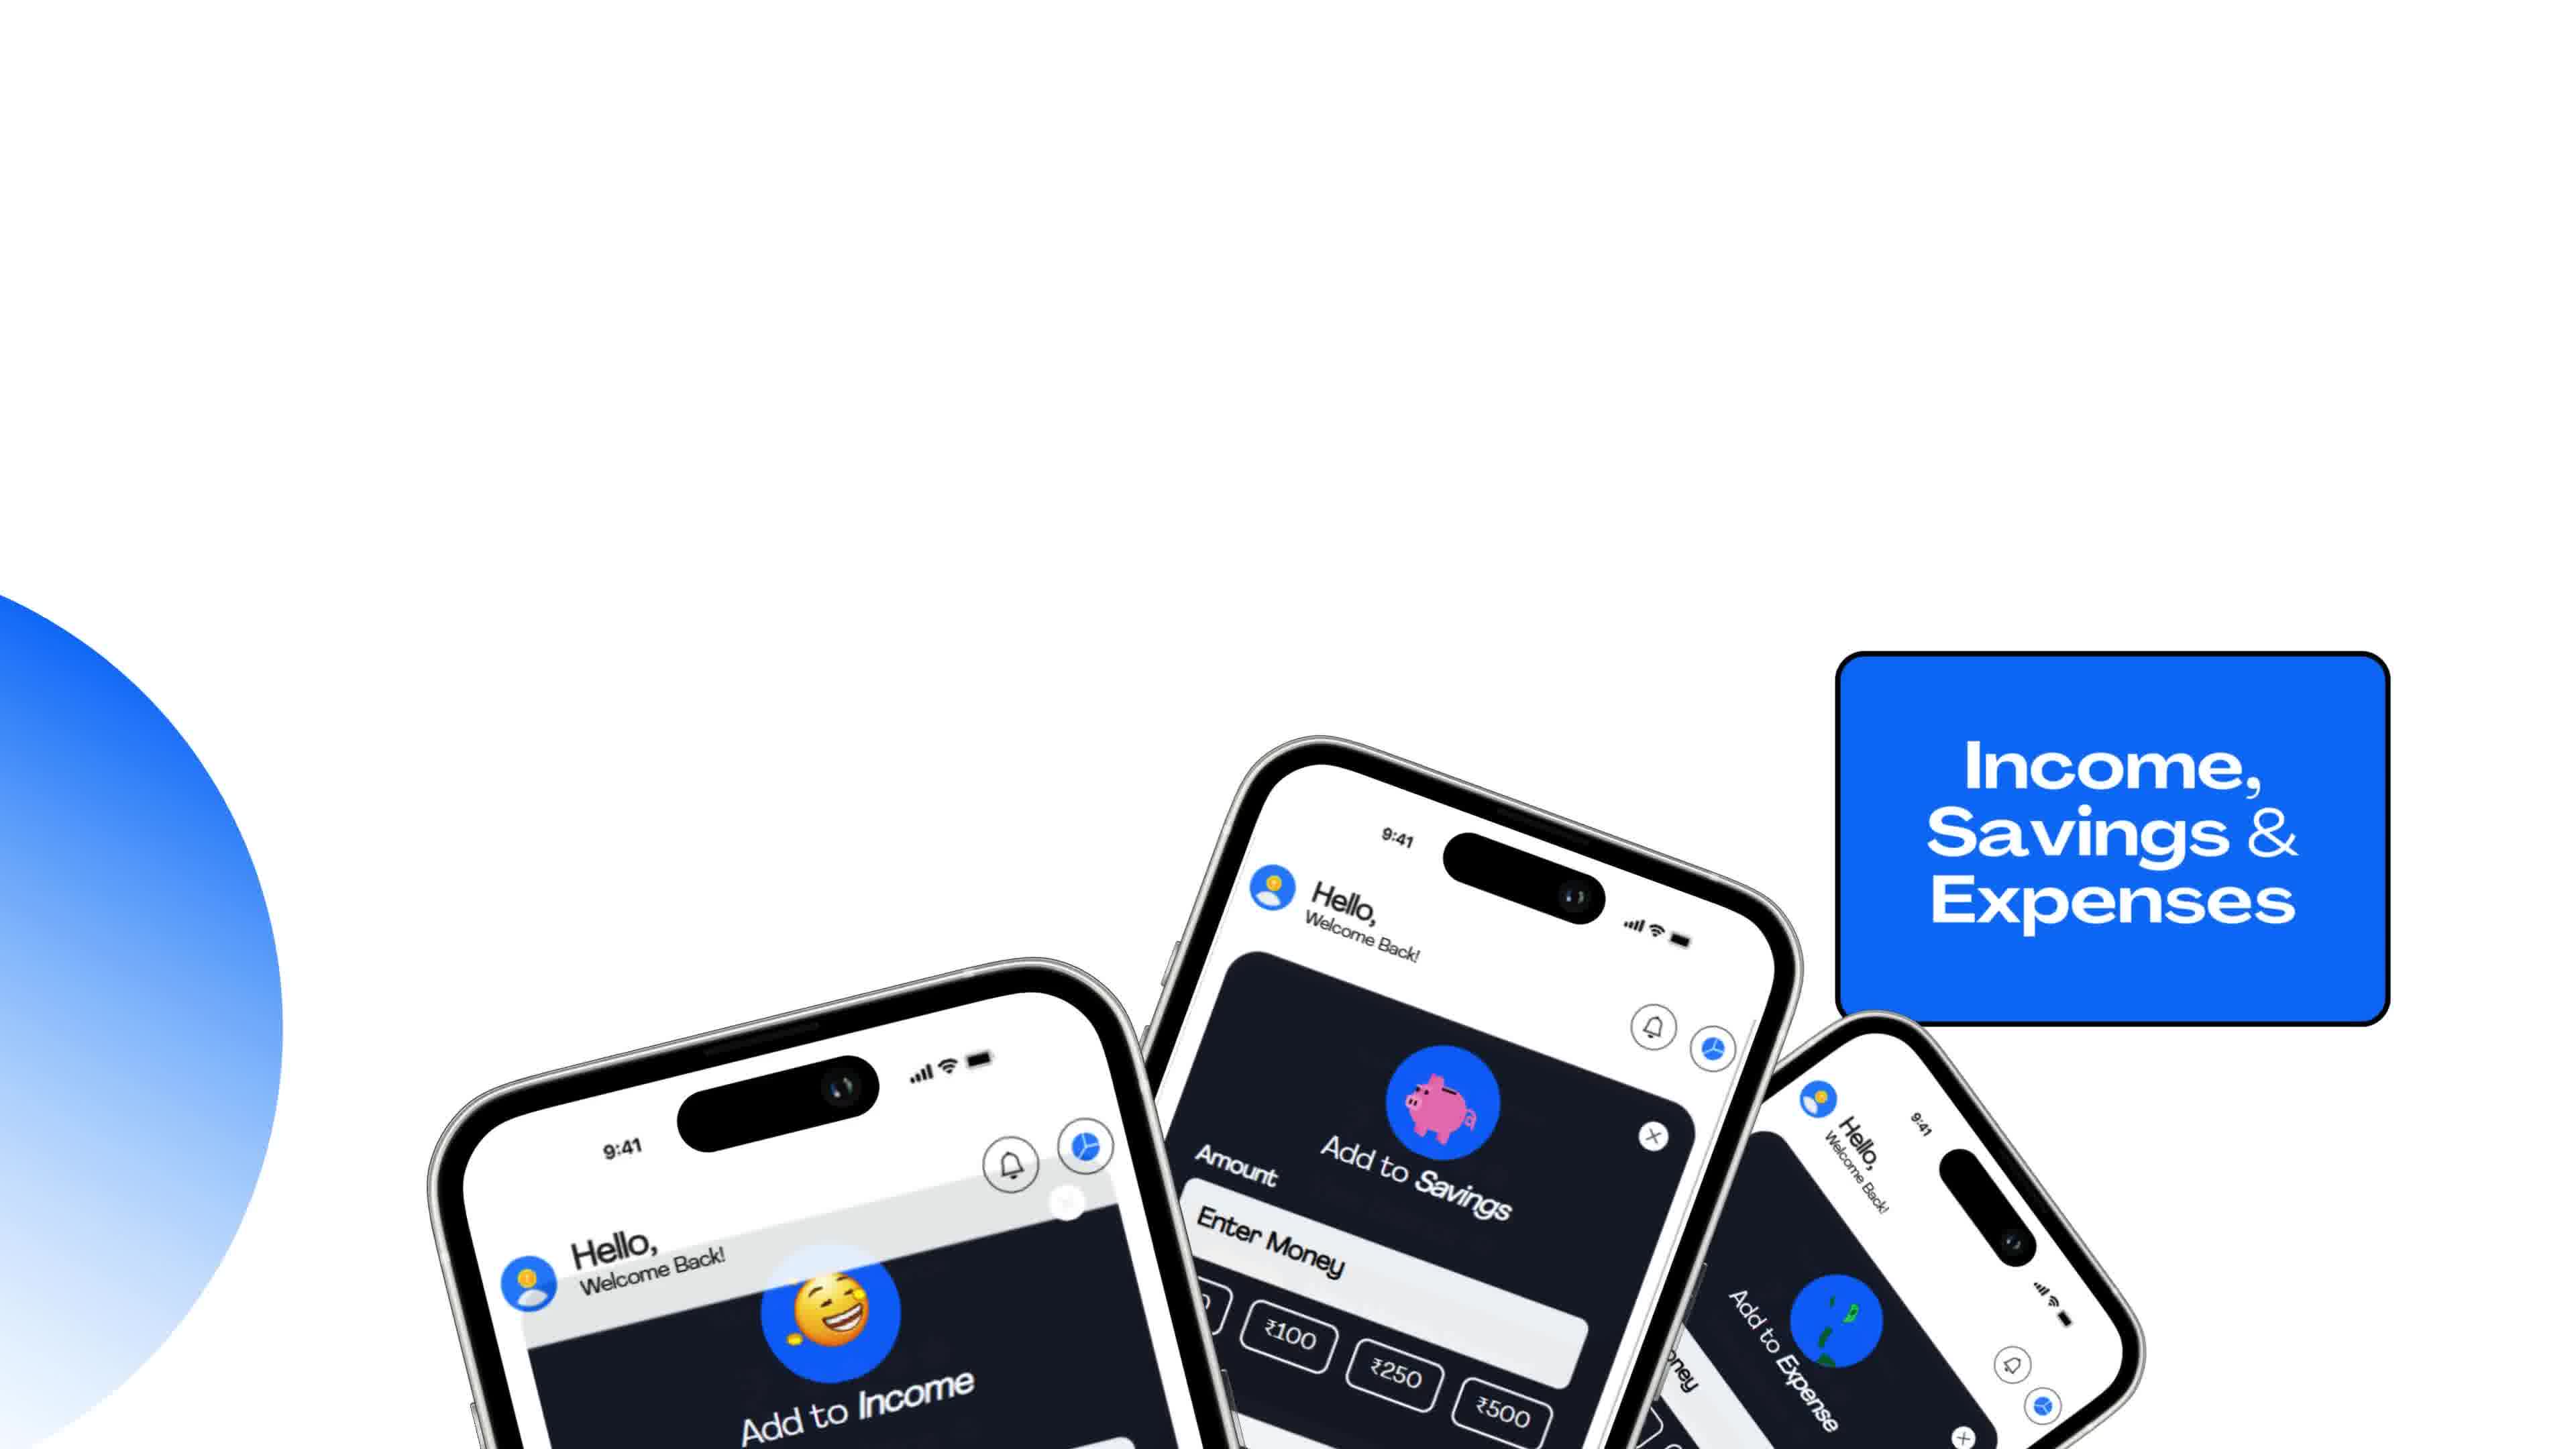 Income,
Savings &
Expenses
9:41
Hello,
Welcome Back!
Add to Income
9:41
Hello,
Welcome Back!
Add to Savings
Amount
Enter Money
₹100
₹250
₹500
9:41
Hello,
Welcome Back!
Add to Expense